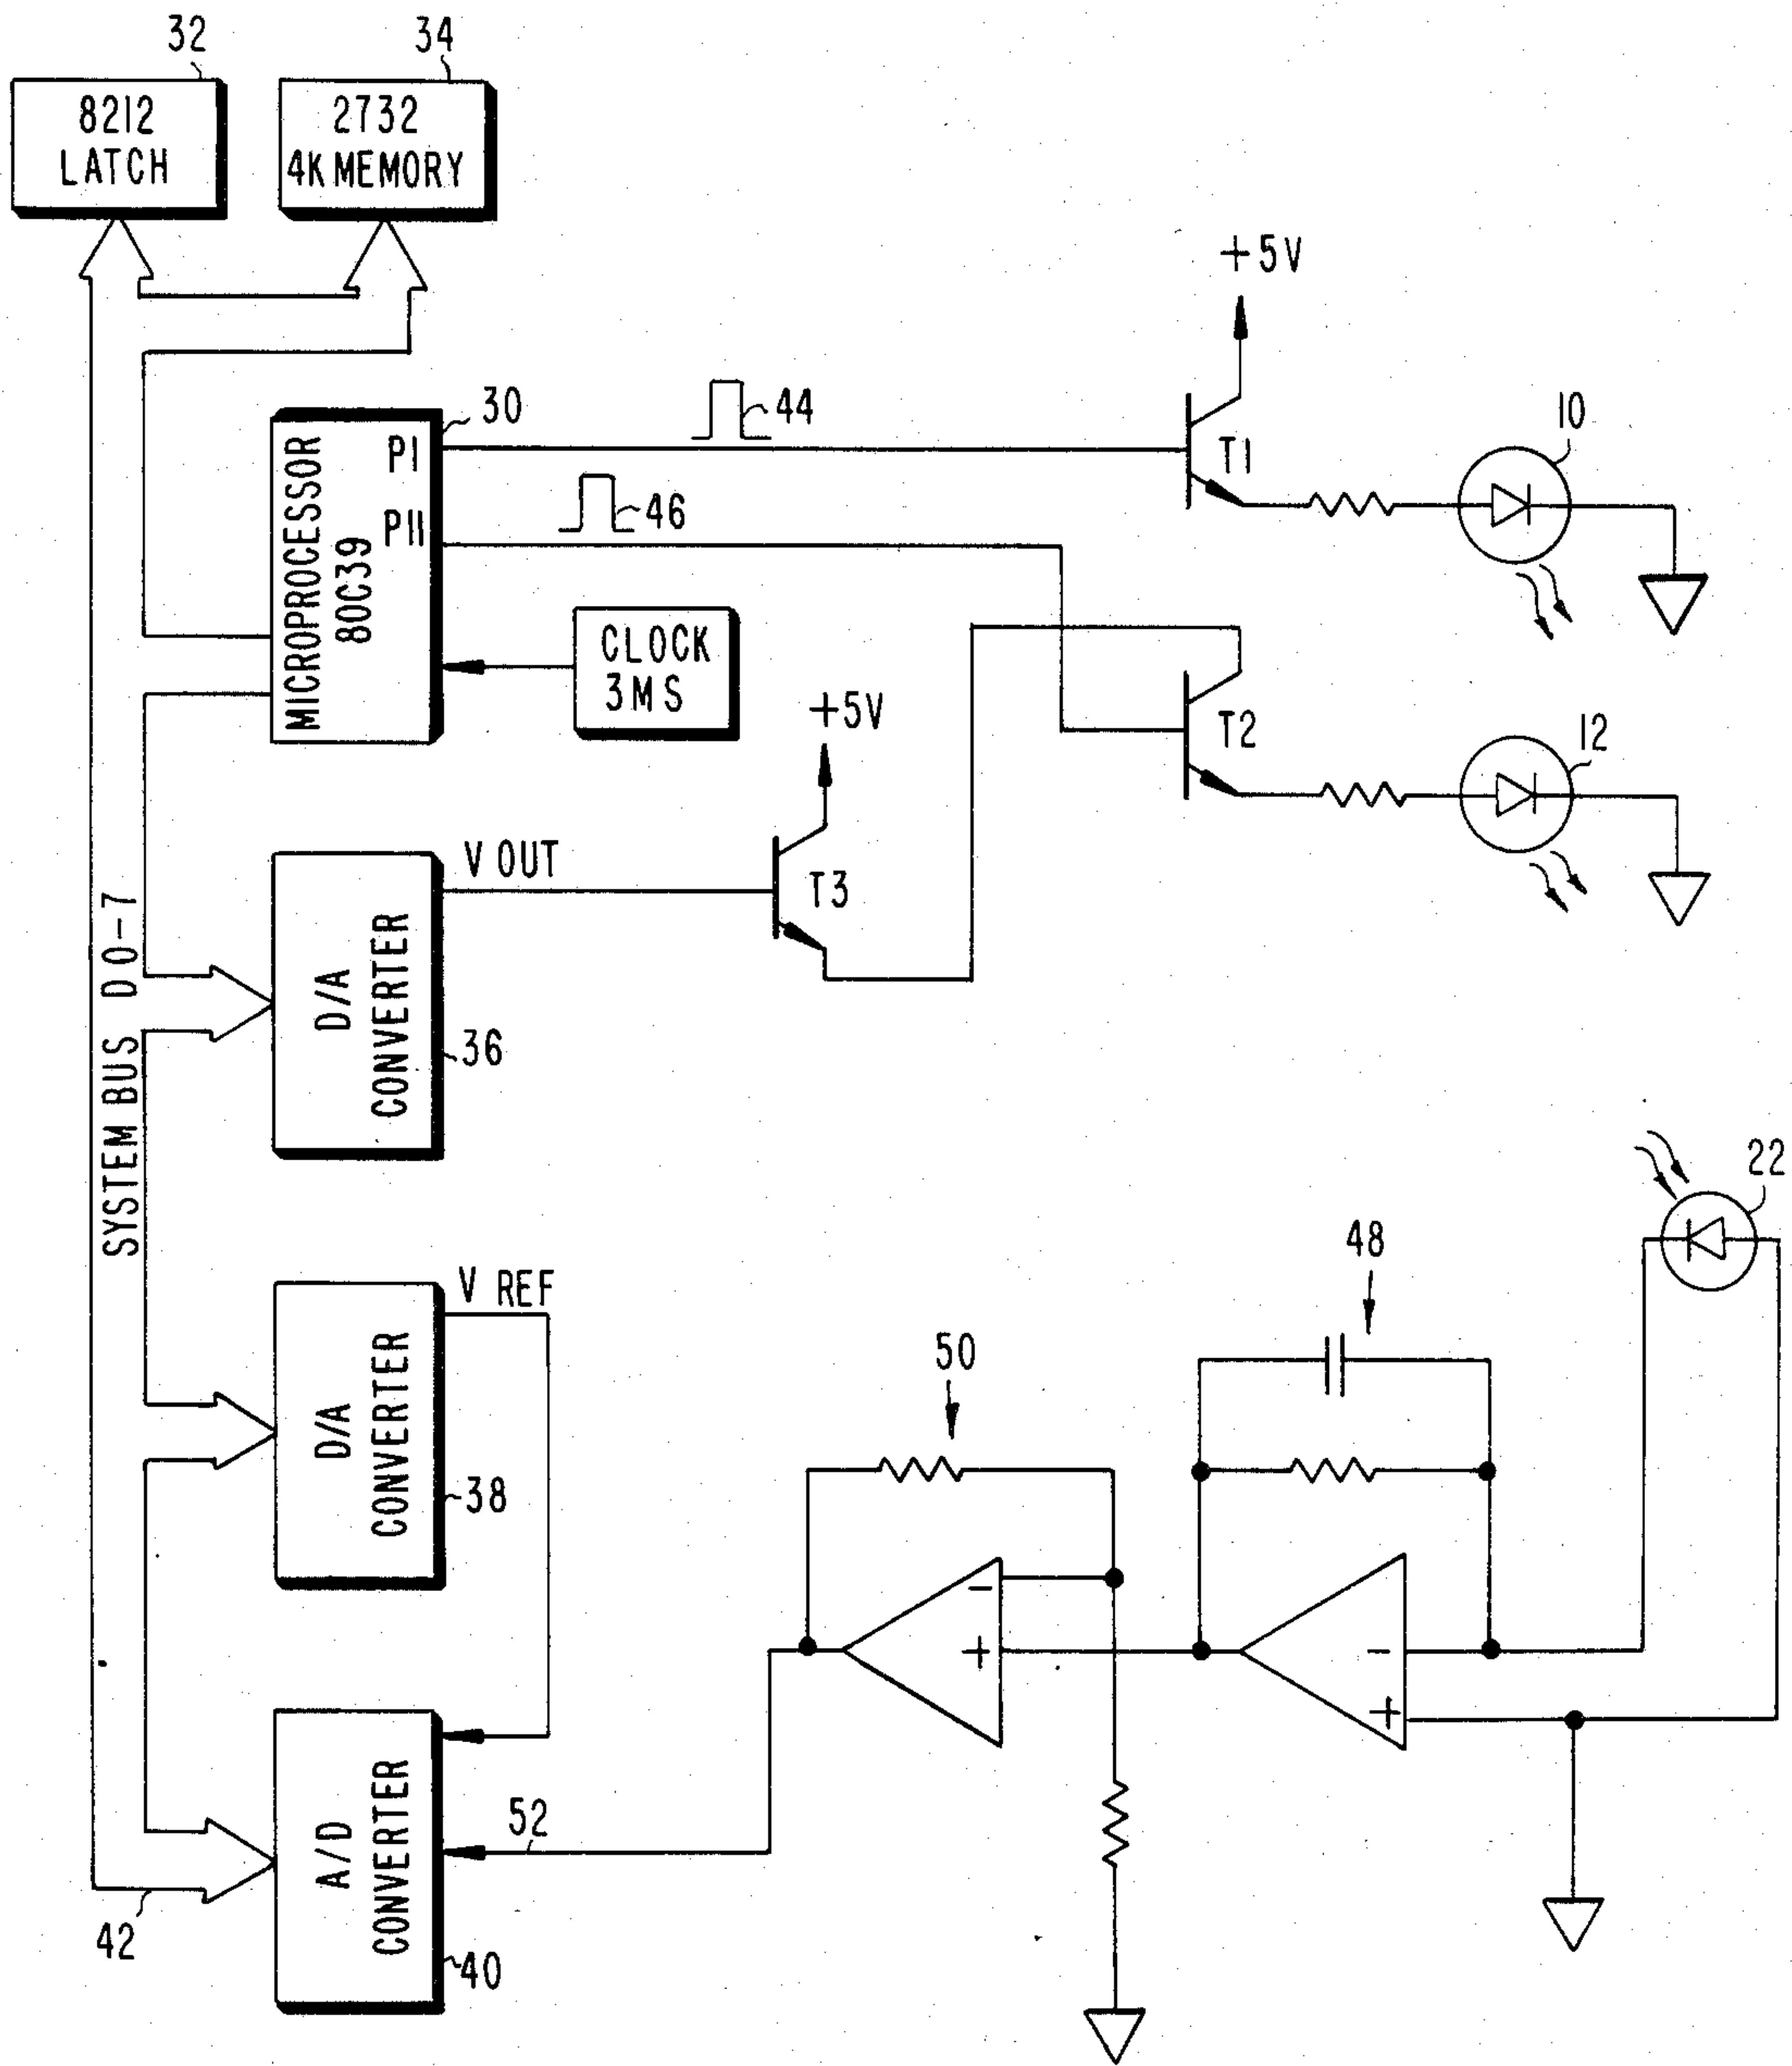 32
8212
LATCH
34
2732
4K MEMORY
+5V
30
MICROPROCESSOR
80C39
PI
PII
44
46
T1
10
CLOCK
3MS
+5V
T2
12
V OUT
T3
D/A
CONVERTER
36
SYSTEM BUS D0-7
22
V REF
48
50
D/A
CONVERTER
38
-
+
-
+
A/D
CONVERTER
52
42
40